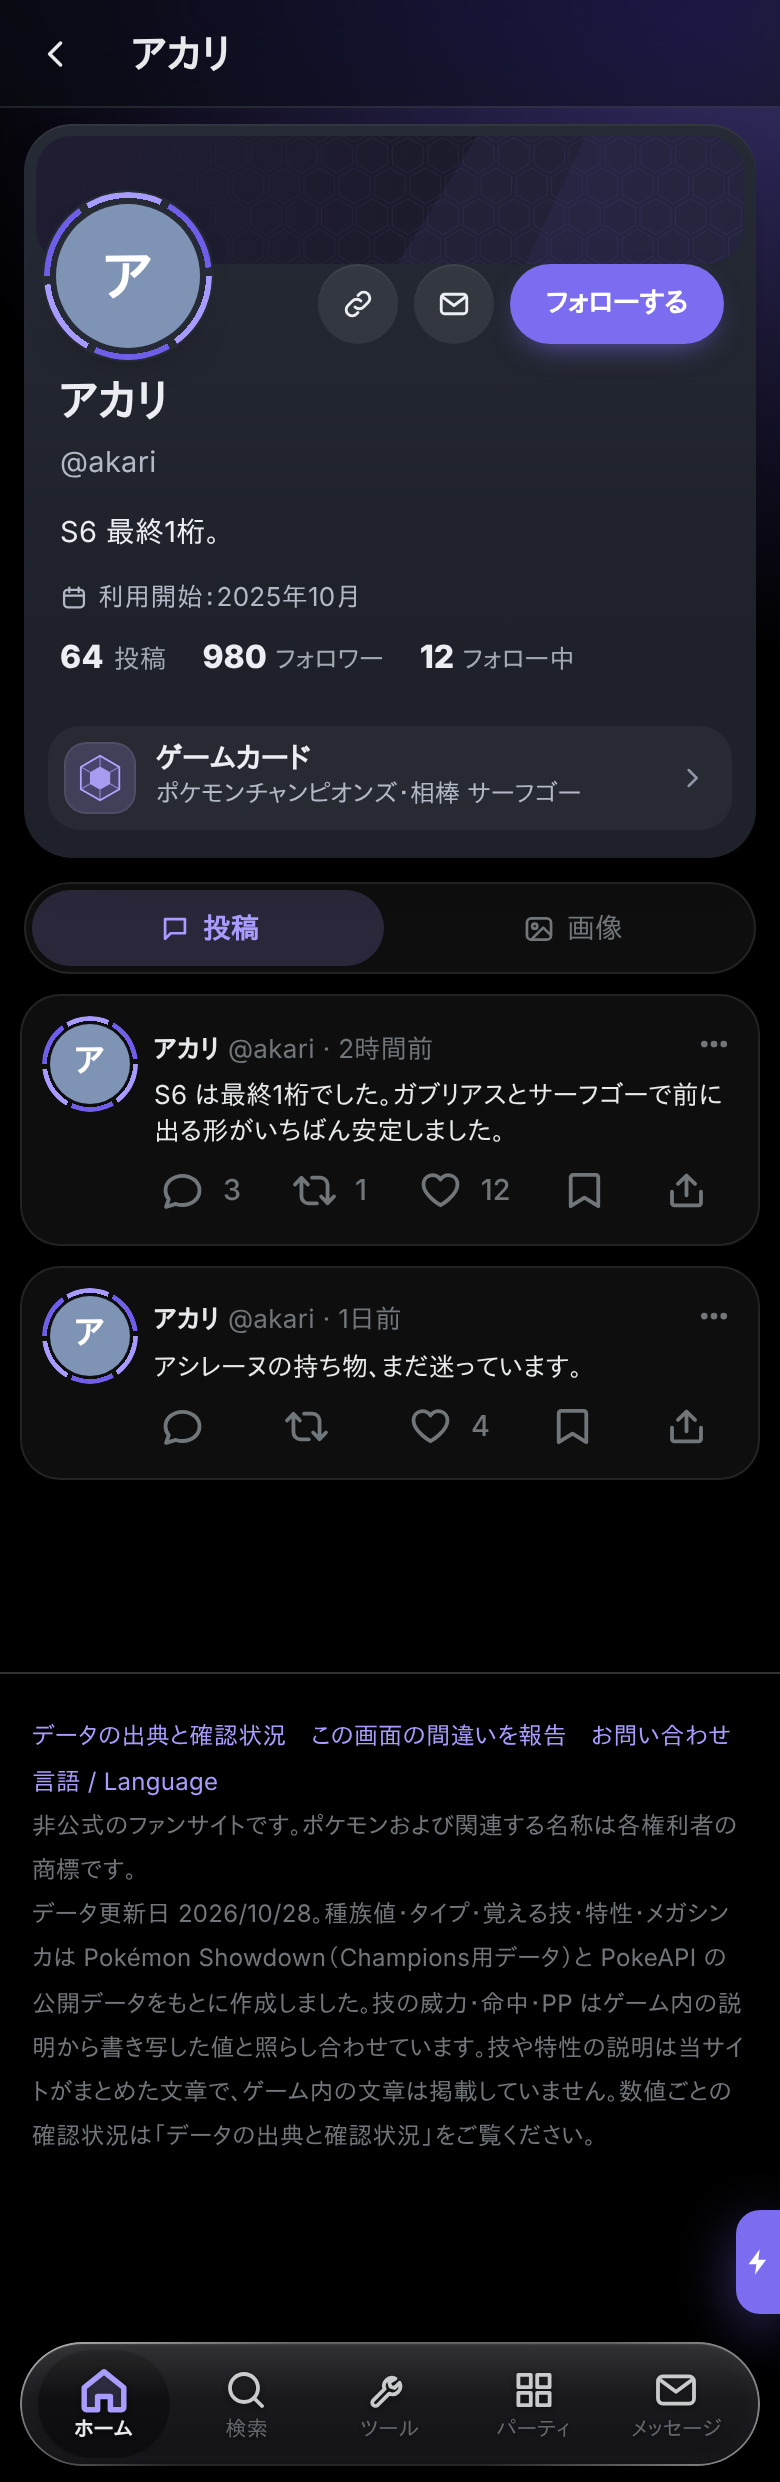 アカリ
ア
フォローする
アカリ
@akari
S6 最終1桁。
利用開始:2025年10月
64 投稿 980 フォロワー 12 フォロー中
ゲームカード
ポケモンチャンピオンズ・相棒 サーフゴー
投稿 画像
ア
アカリ @akari · 2時間前
S6 は最終1桁でした。ガブリアスとサーフゴーで前に
出る形がいちばん安定しました。
3 1 12
ア
アカリ @akari · 1日前
アシレーヌの持ち物、まだ迷っています。
4
データの出典と確認状況 この画面の間違いを報告 お問い合わせ
言語 / Language
非公式のファンサイトです。ポケモンおよび関連する名称は各権利者の
商標です。
データ更新日 2026/10/28。種族値・タイプ・覚える技・特性・メガシン
カは Pokémon Showdown（Champions用データ）と PokeAPI の
公開データをもとに作成しました。技の威力・命中・PP はゲーム内の説
明から書き写した値と照らし合わせています。技や特性の説明は当サイ
トがまとめた文章で、ゲーム内の文章は掲載していません。数値ごとの
確認状況は「データの出典と確認状況」をご覧ください。
ホーム 検索 ツール パーティ メッセージ